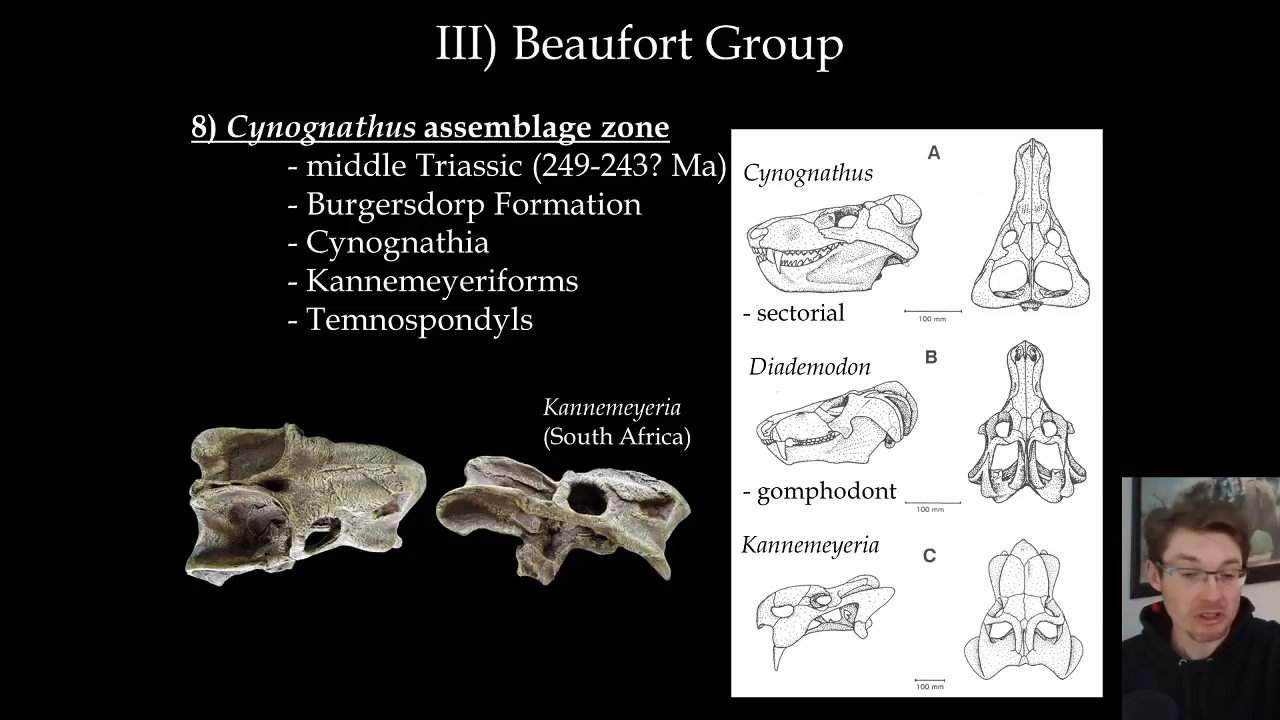 III) Beaufort Group
8) Cynognathus assemblage zone
- middle Triassic (249-243? Ma)
- Burgersdorp Formation
- Cynognathia
- Kannemeyeriforms
- Temnospondyls
Kannemeyeria
(South Africa)
A
Cynognathus
- sectorial
100 mm
B
Diademodon
- gomphodont
100 mm
Kannemeyeria
C
100 mm